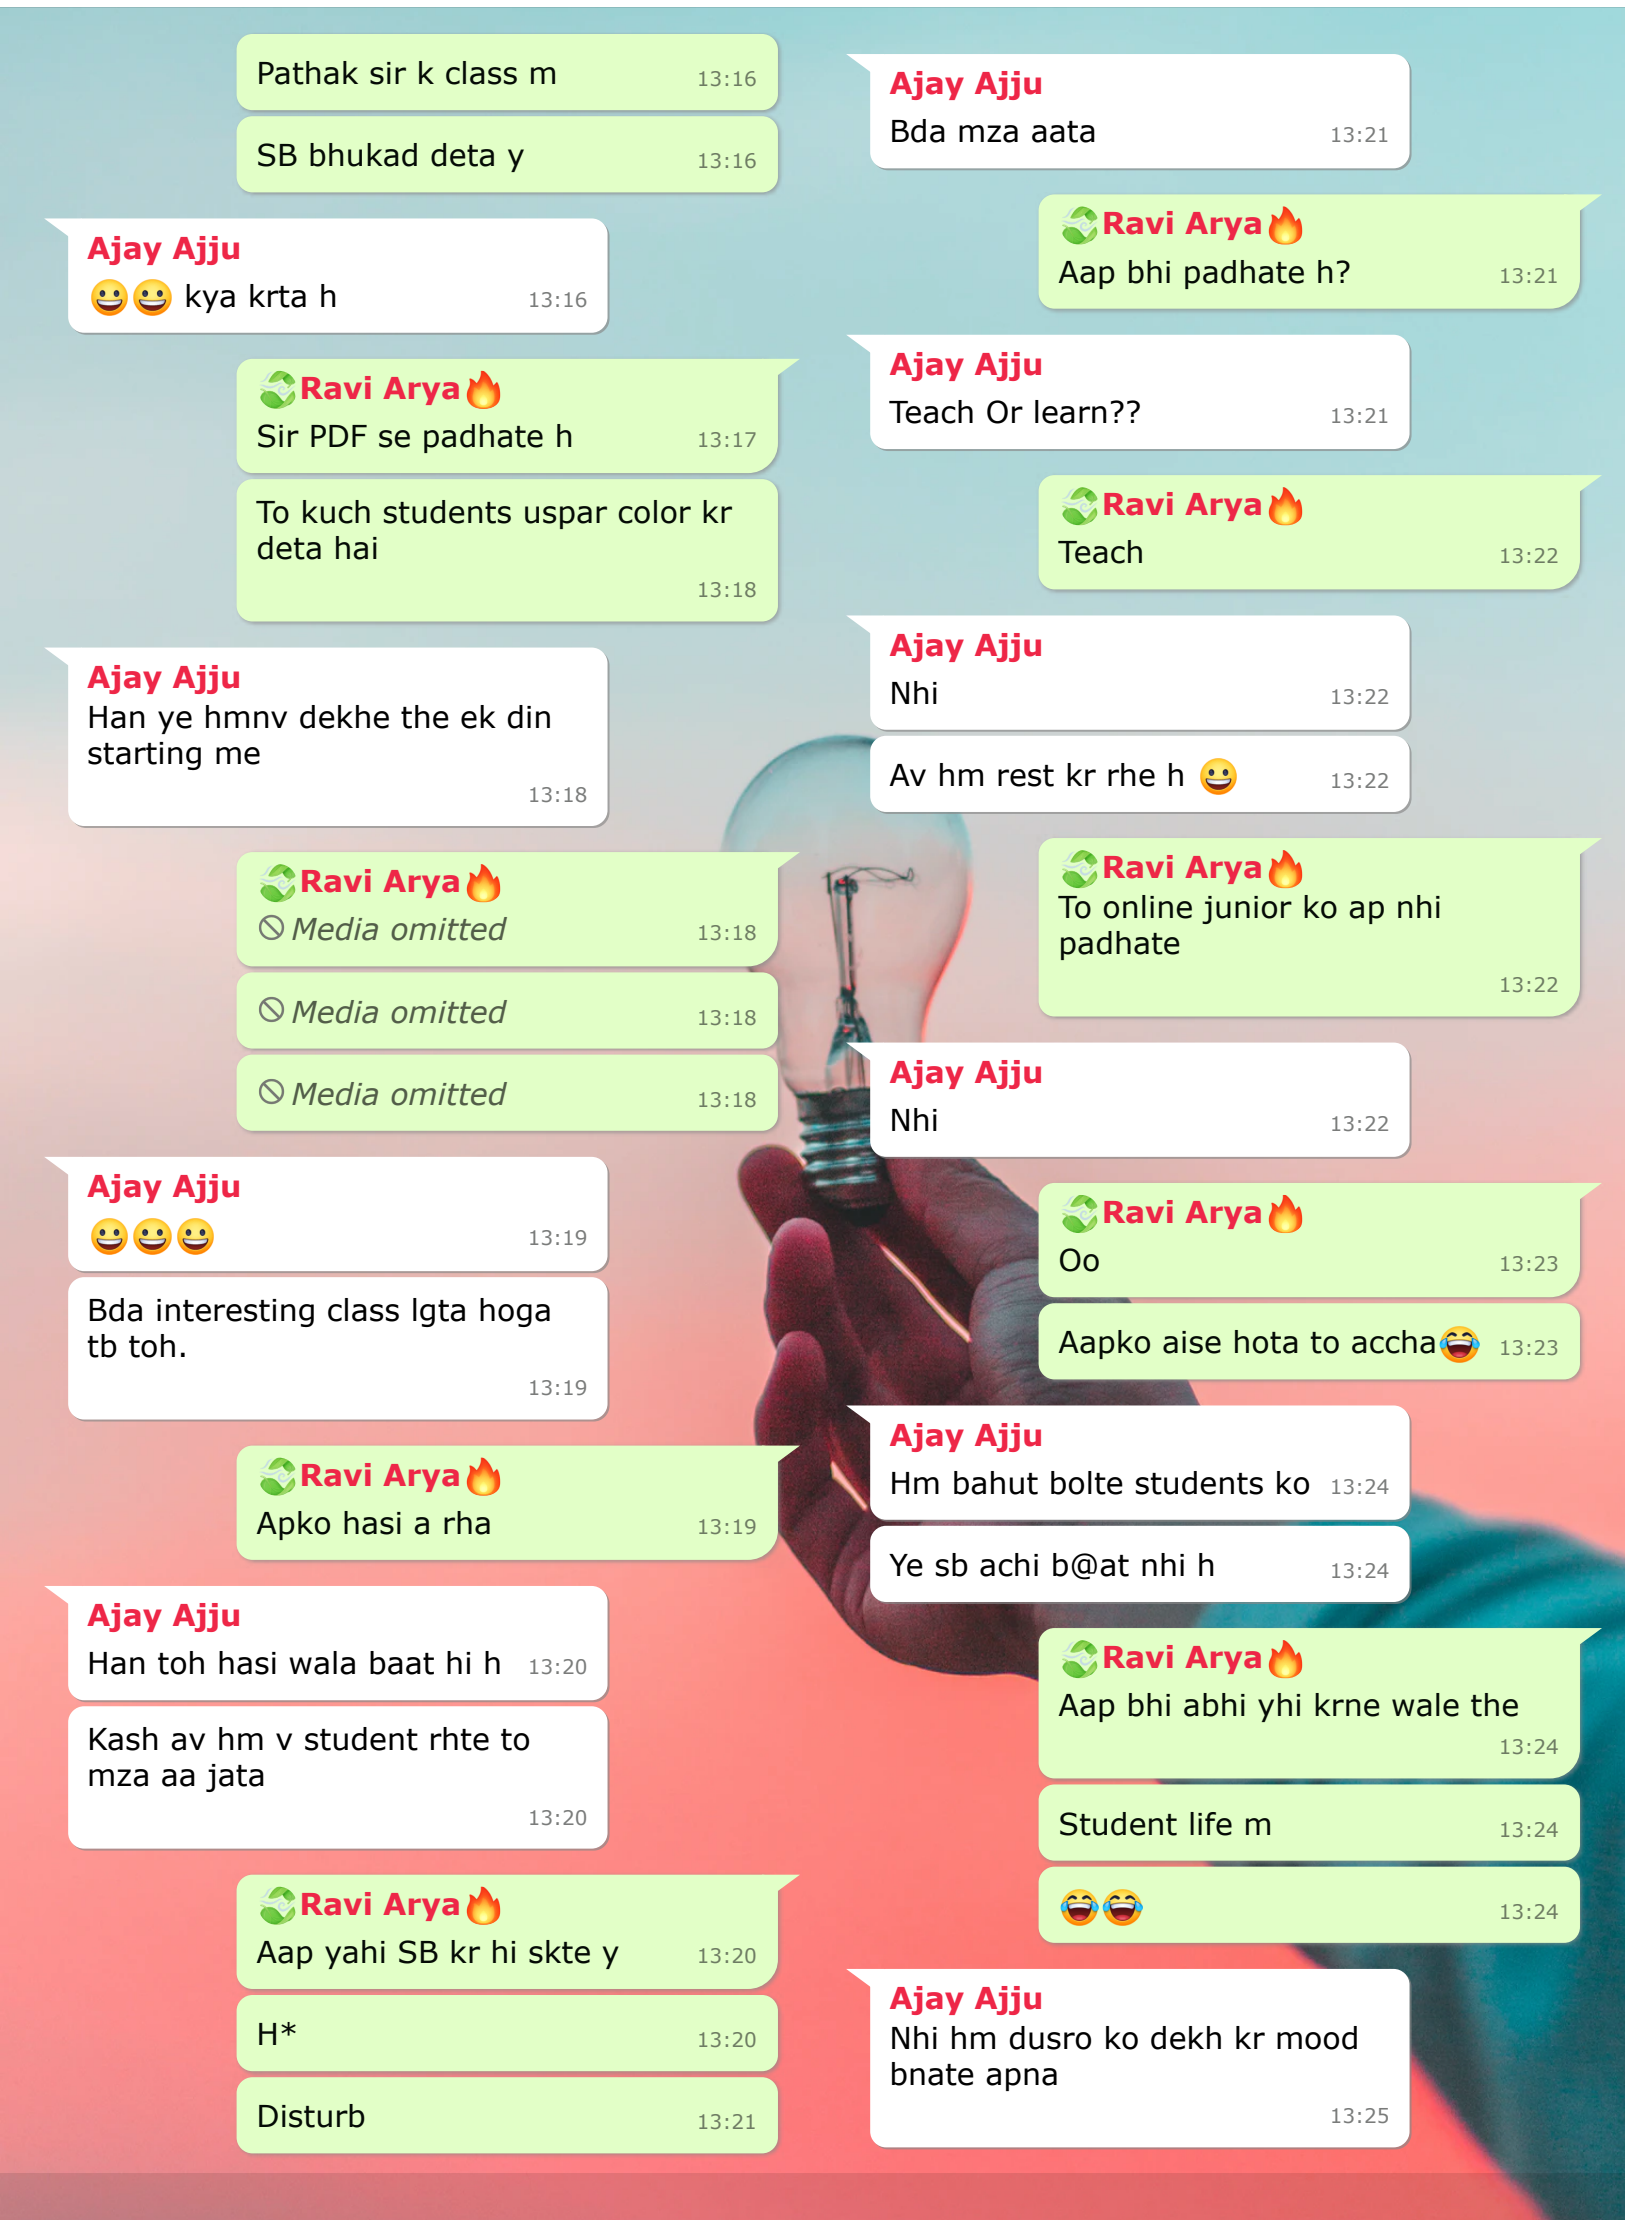 Pathak sir k class m 13:16
SB bhukad deta y 13:16
Ajay Ajju
😀😀 kya krta h 13:16
Ravi Arya🔥
Sir PDF se padhate h 13:17
To kuch students uspar color kr
deta hai
13:18
Ajay Ajju
Han ye hmnv dekhe the ek din
starting me
13:18
Ravi Arya🔥
Media omitted 13:18
Media omitted 13:18
Media omitted 13:18
Ajay Ajju
😀😀😀 13:19
Bda interesting class lgta hoga
tb toh.
13:19
Ravi Arya🔥
Apko hasi a rha 13:19
Ajay Ajju
Han toh hasi wala baat hi h 13:20
Kash av hm v student rhte to
mza aa jata
13:20
Ravi Arya🔥
Aap yahi SB kr hi skte y 13:20
H* 13:20
Disturb 13:21
Ajay Ajju
Bda mza aata 13:21
Ravi Arya🔥
Aap bhi padhate h? 13:21
Ajay Ajju
Teach Or learn?? 13:21
Ravi Arya🔥
Teach 13:22
Ajay Ajju
Nhi 13:22
Av hm rest kr rhe h 😀 13:22
Ravi Arya🔥
To online junior ko ap nhi
padhate
13:22
Ajay Ajju
Nhi 13:22
Ravi Arya🔥
Oo 13:23
Aapko aise hota to accha😂 13:23
Ajay Ajju
Hm bahut bolte students ko 13:24
Ye sb achi b@at nhi h 13:24
Ravi Arya🔥
Aap bhi abhi yhi krne wale the
13:24
Student life m 13:24
😂😂 13:24
Ajay Ajju
Nhi hm dusro ko dekh kr mood
bnate apna
13:25